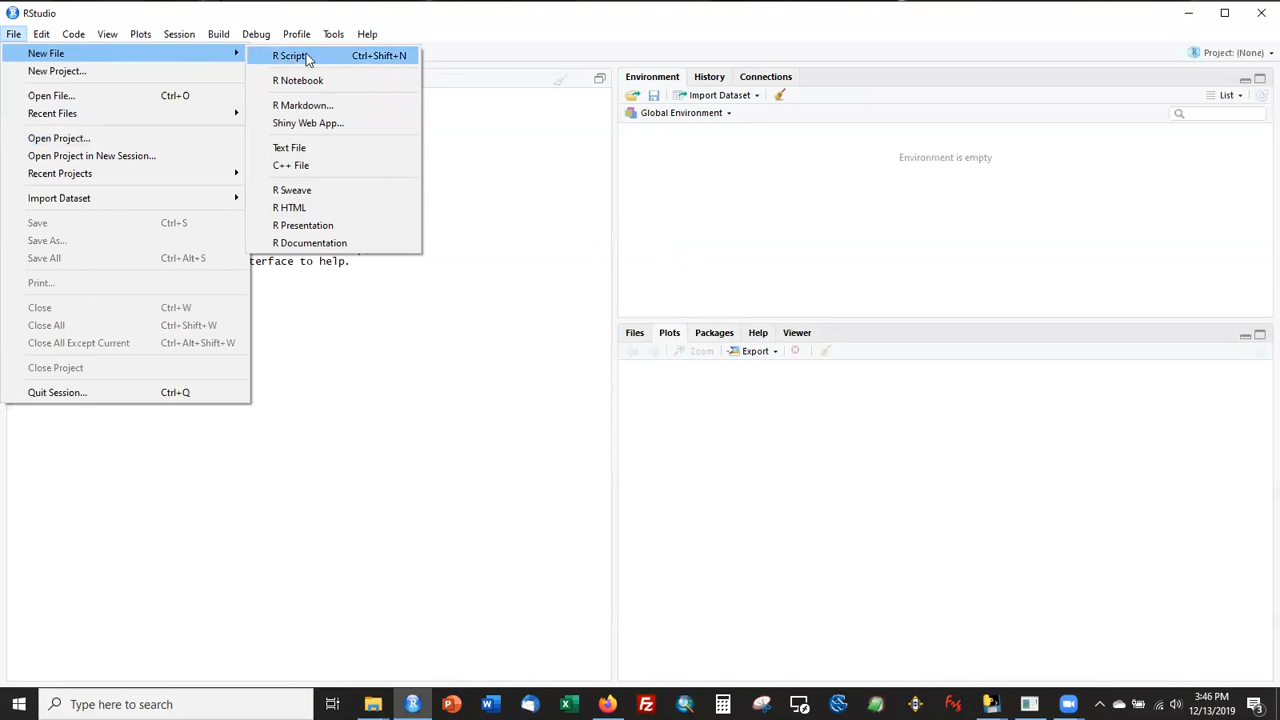 RStudio
File Edit Code View Plots Session Build Debug Profile Tools Help
Project: (None)
New File
New Project...
Open File... Ctrl+O
Recent Files
Open Project...
Open Project in New Session...
Recent Projects
Import Dataset
Save Ctrl+S
Save As...
Save All Ctrl+Alt+S
Print...
Close Ctrl+W
Close All Ctrl+Shift+W
Close All Except Current Ctrl+Alt+Shift+W
Close Project
Quit Session... Ctrl+Q
R Script Ctrl+Shift+N
R Notebook
R Markdown...
Shiny Web App...
Text File
C++ File
R Sweave
R HTML
R Presentation
R Documentation
terface to help.
Environment History Connections
Import Dataset List
Global Environment
Environment is empty
Files Plots Packages Help Viewer
Zoom Export
Type here to search
3:46 PM
12/13/2019